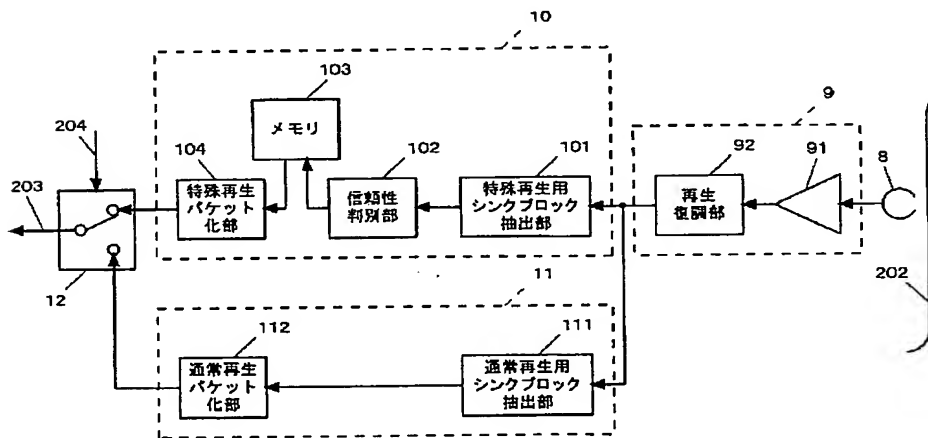 10
103
メモリ
204
203
12
104
特殊再生
パケット
化部
102
信頼性
判別部
101
特殊再生用
シンクブロック
抽出部
9
92
再生
復調部
91
8
202
11
112
通常再生
パケット
化部
111
通常再生用
シンクブロック
抽出部